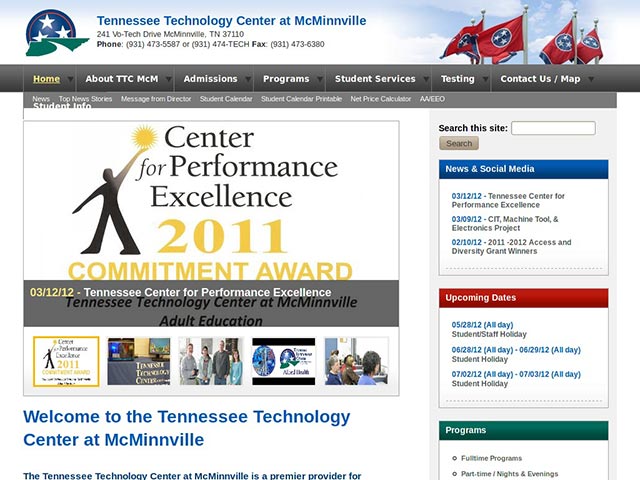 Tennessee Technology Center at McMinnville
241 Vo-Tech Drive McMinnville, TN 37110
Phone: (931) 473-5587 or (931) 474-TECH Fax: (931) 473-6380
Home
About TTC McM
Admissions
Programs
Student Services
Testing
Contact Us / Map
News
Top News Stories
Message from Director
Student Calendar
Student Calendar Printable
Net Price Calculator
AA/EEO
Student Info
Center
for Performance
Excellence
2011
COMMITMENT AWARD
03/12/12 - Tennessee Center for Performance Excellence
Tennessee Technology Center at McMinnville
Adult Education
Center
for Performance
Excellence
2011
COMMITMENT AWARD
Welcome to the Tennessee Technology
Center at McMinnville
The Tennessee Technology Center at McMinnville is a premier provider for
Search this site:
Search
News & Social Media
03/12/12 - Tennessee Center for
Performance Excellence
03/09/12 - CIT, Machine Tool, &
Electronics Project
02/10/12 - 2011 -2012 Access and
Diversity Grant Winners
Upcoming Dates
05/28/12 (All day)
Student/Staff Holiday
06/28/12 (All day) - 06/29/12 (All day)
Student Holiday
07/02/12 (All day) - 07/03/12 (All day)
Student Holiday
Programs
Fulltime Programs
Part-time / Nights & Evenings